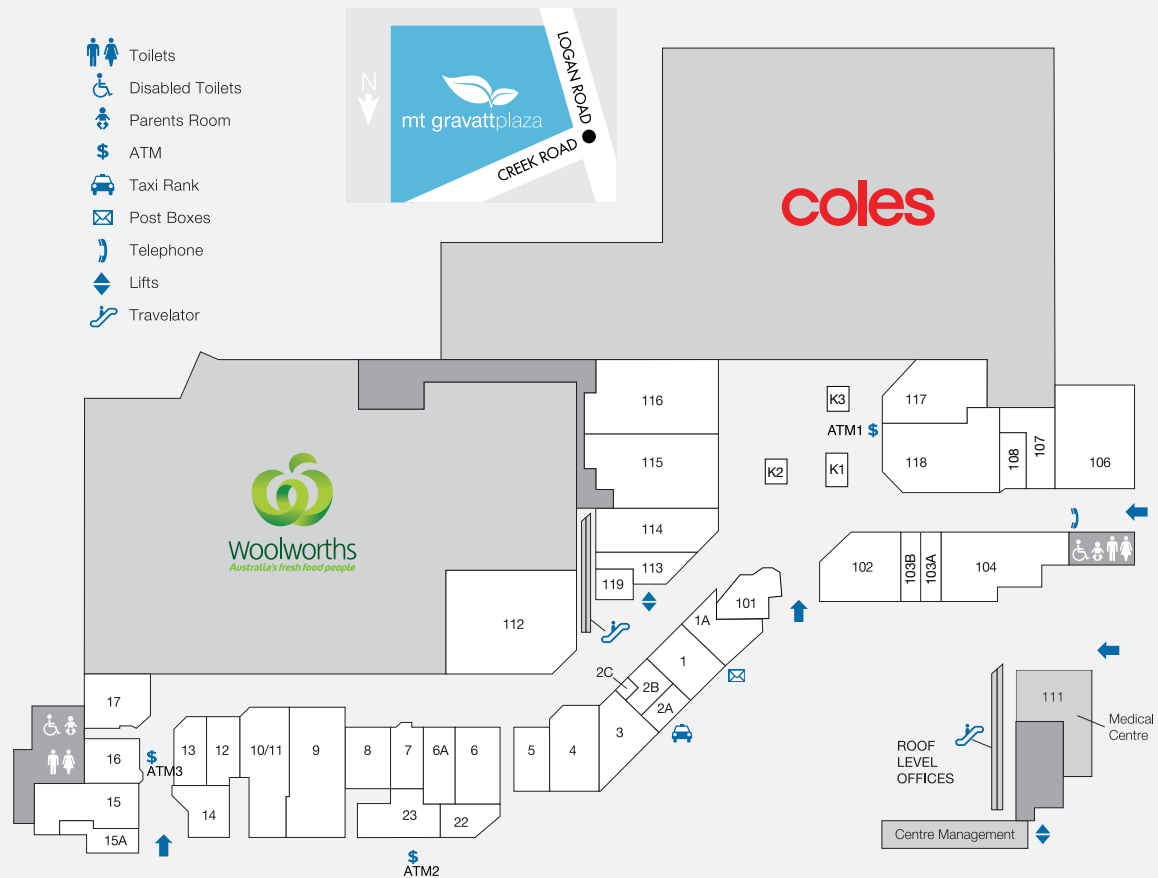 Toilets
Disabled Toilets
Parents Room
$ ATM
Taxi Rank
Post Boxes
Telephone
Lifts
Travelator
N
mt gravattplaza
LOGAN ROAD
CREEK ROAD
coles
Woolworths
Australia's fresh food people
116
115
114
113
119
112
K3
ATM1 $
K2
K1
117
118
108
107
106
102
103B
103A
104
101
1A
1
2C
2B
2A
3
4
5
17
16
15
15A
$
ATM3
13
12
10/11
9
8
7
6A
6
14
23
22
$
ATM2
111
Medical
Centre
ROOF
LEVEL
OFFICES
Centre Management